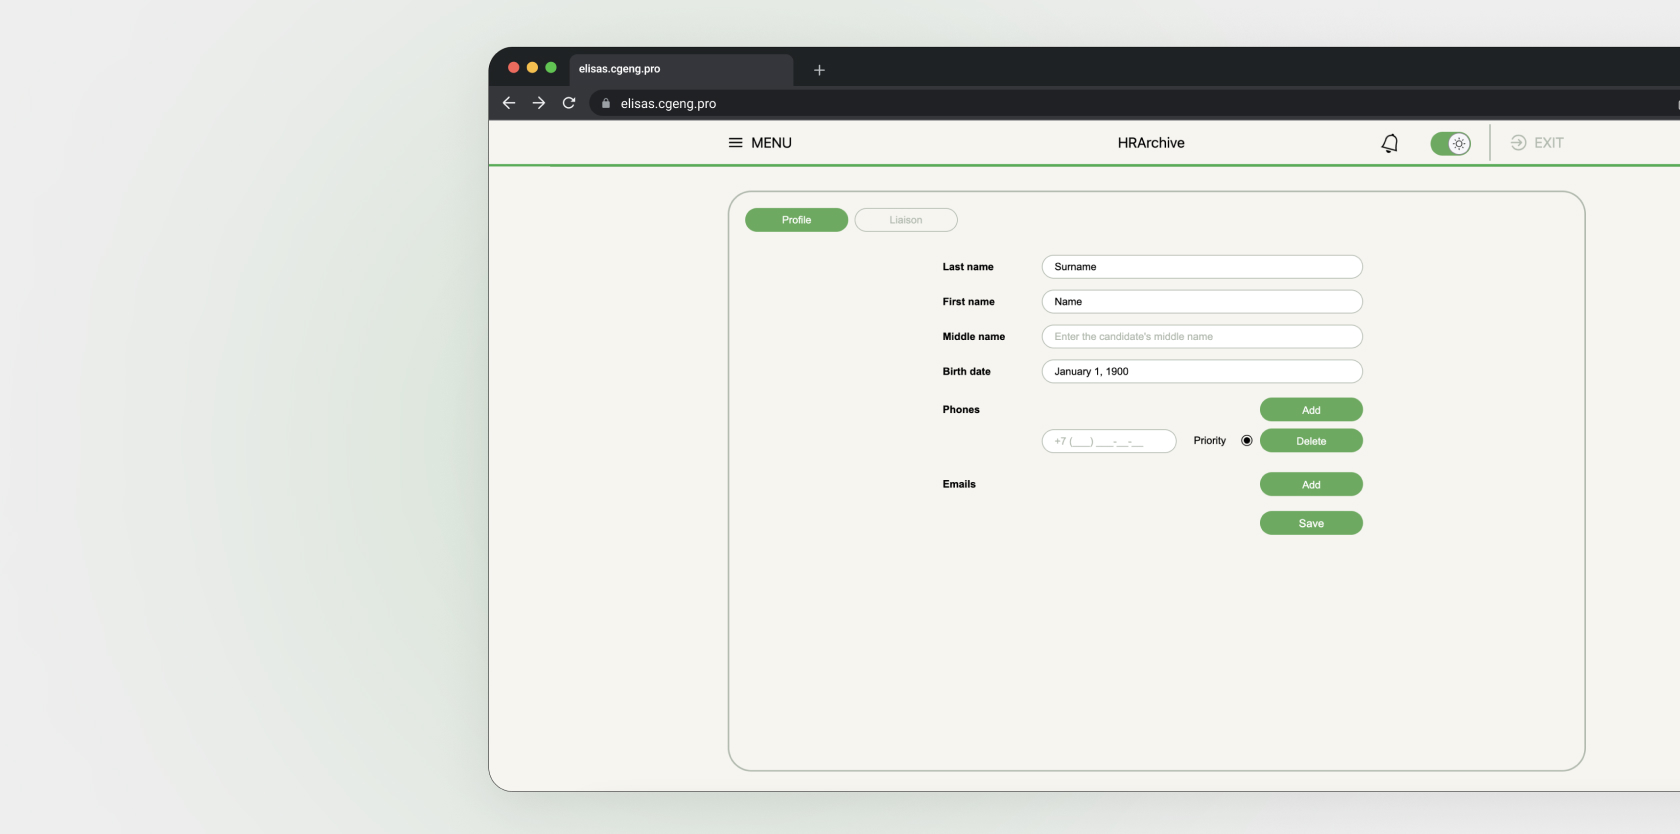 elisas.cgeng.pro
elisas.cgeng.pro
MENU
HRArchive
EXIT
Profile
Liaison
Last name
Surname
First name
Name
Middle name
Enter the candidate's middle name
Birth date
January 1, 1900
Phones
Add
+7 (___) ___-__-__
Priority
Delete
Emails
Add
Save